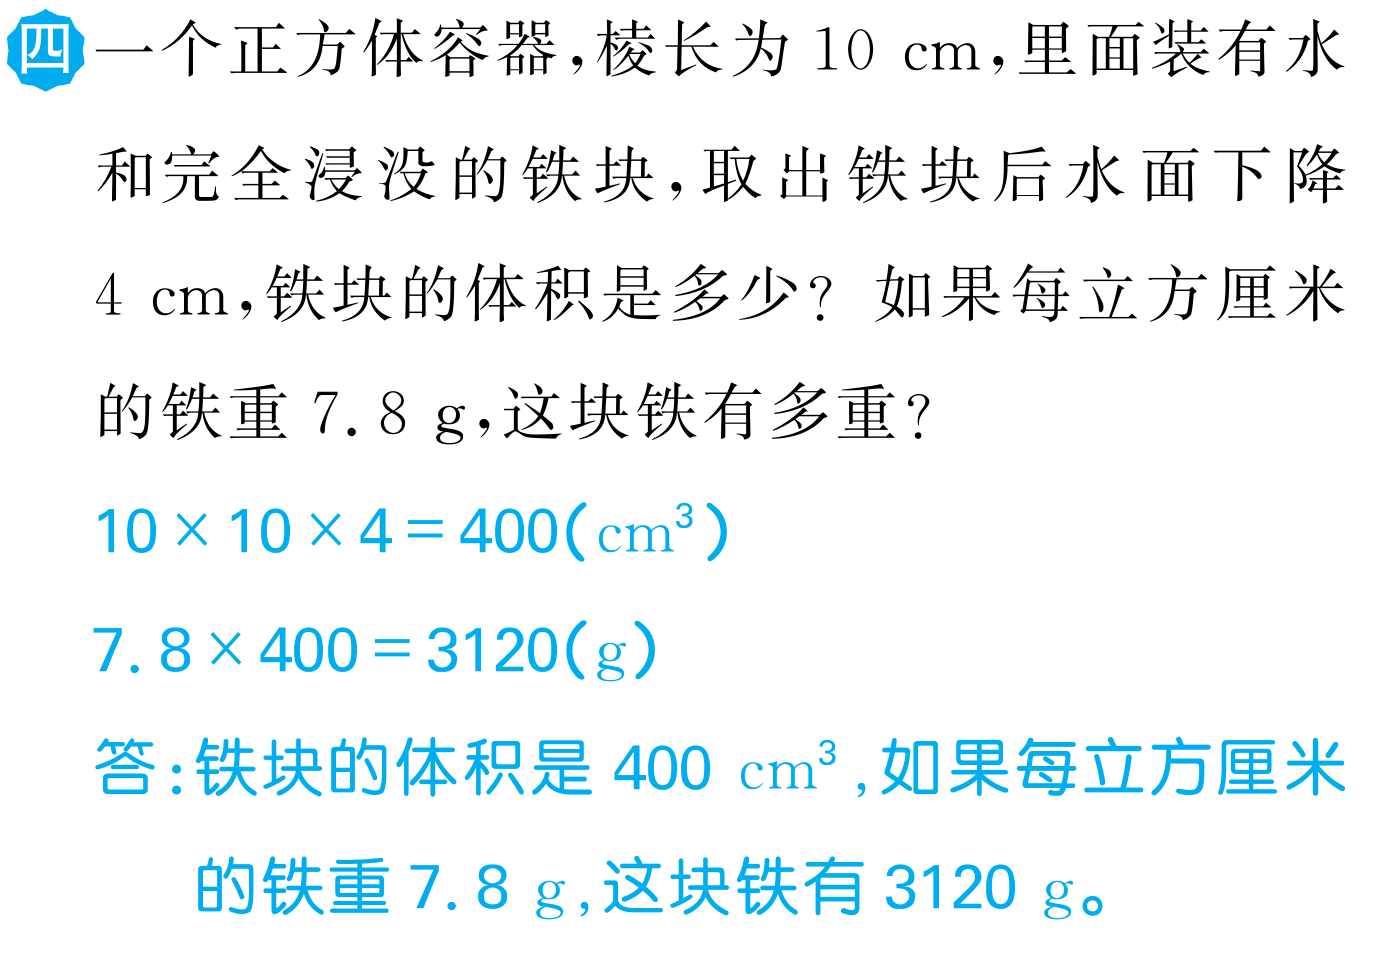 四 一个正方体容器,棱长为 10 cm,里面装有水
和完全浸没的铁块,取出铁块后水面下降
4 cm,铁块的体积是多少? 如果每立方厘米
的铁重 7.8 g,这块铁有多重?
10×10×4=400(cm³)
7.8×400=3120(g)
答:铁块的体积是 400 cm³,如果每立方厘米
的铁重 7.8 g,这块铁有 3120 g。